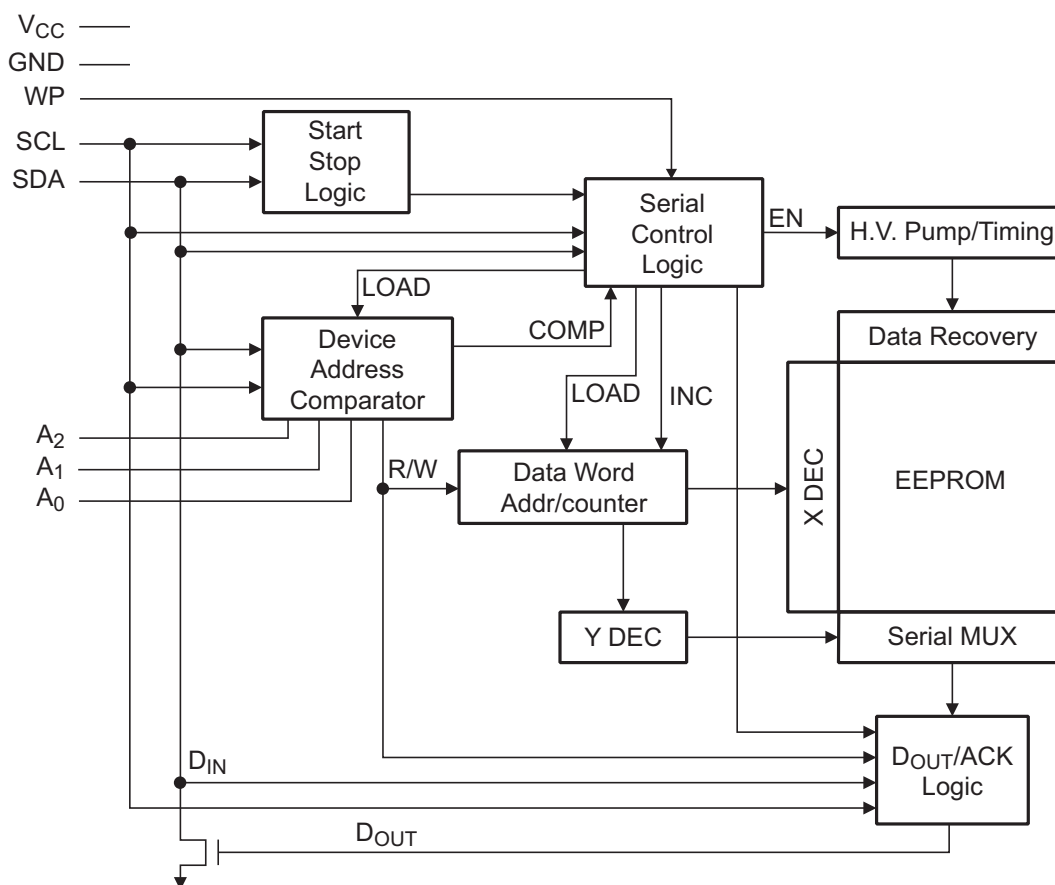 VCC
GND
WP
SCL
SDA
Start
Stop
Logic
Serial
Control
Logic
EN
H.V. Pump/Timing
LOAD
COMP
Data Recovery
Device
Address
Comparator
LOAD
INC
A2
A1
A0
R/W
Data Word
Addr/counter
X DEC
EEPROM
Y DEC
Serial MUX
DIN
DOUT/ACK
Logic
DOUT